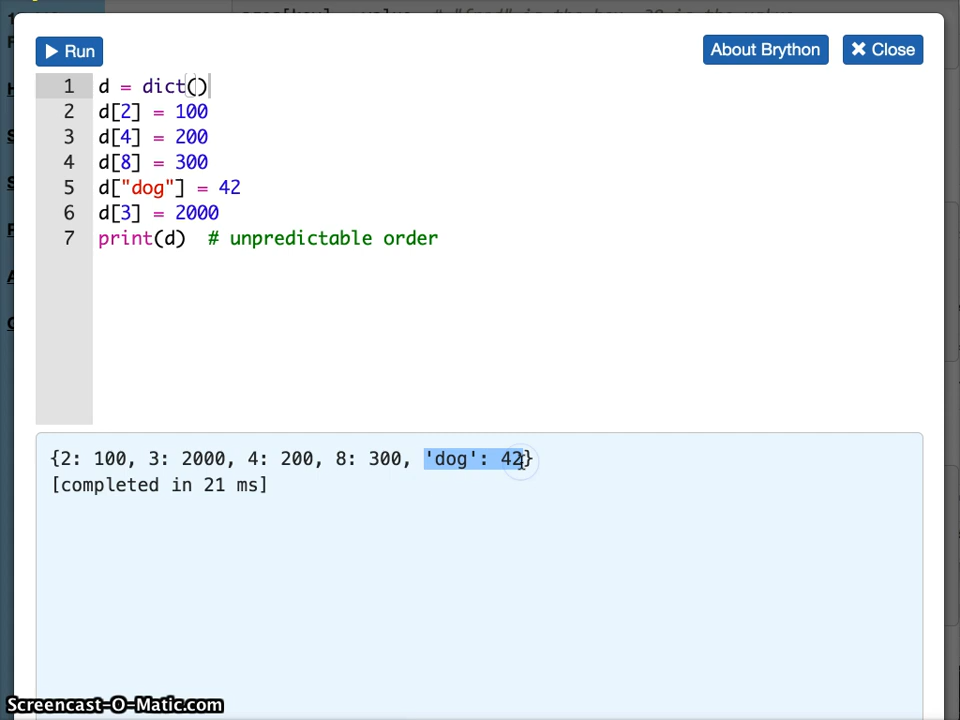 Run
About Brython
Close
1 d = dict()
2 d[2] = 100
3 d[4] = 200
4 d[8] = 300
5 d["dog"] = 42
6 d[3] = 2000
7 print(d)  # unpredictable order
{2: 100, 3: 2000, 4: 200, 8: 300, 'dog': 42}
[completed in 21 ms]
Screencast-O-Matic.com